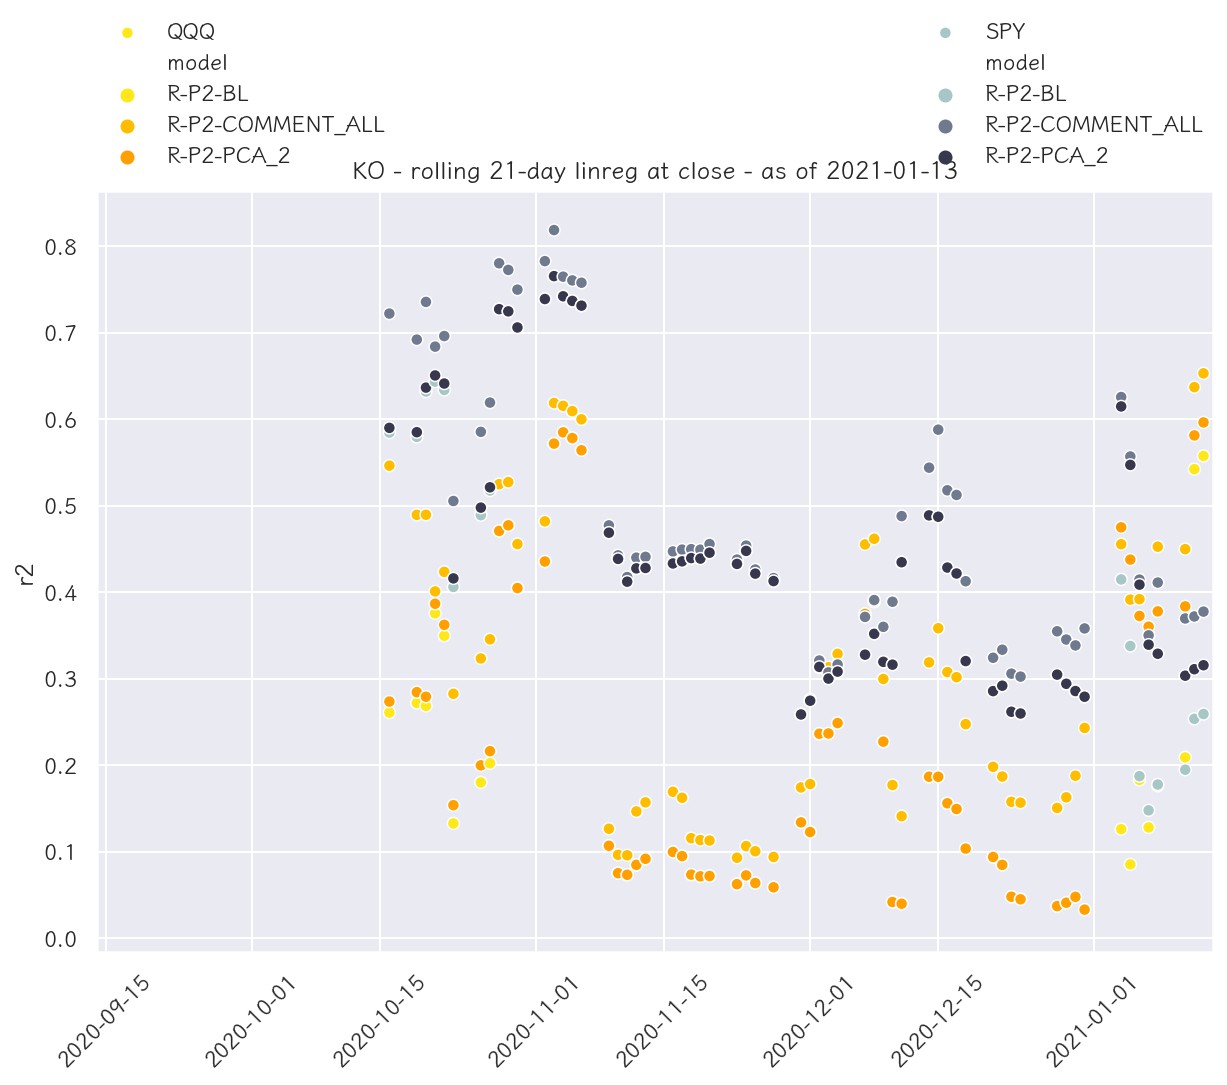 QQQ
model
R-P2-BL
R-P2-COMMENT_ALL
R-P2-PCA_2
SPY
model
R-P2-BL
R-P2-COMMENT_ALL
R-P2-PCA_2
KO - rolling 21-day linreg at close - as of 2021-01-13
r2
0.8
0.7
0.6
0.5
0.4
0.3
0.2
0.1
0.0
2020-09-15
2020-10-01
2020-10-15
2020-11-01
2020-11-15
2020-12-01
2020-12-15
2021-01-01